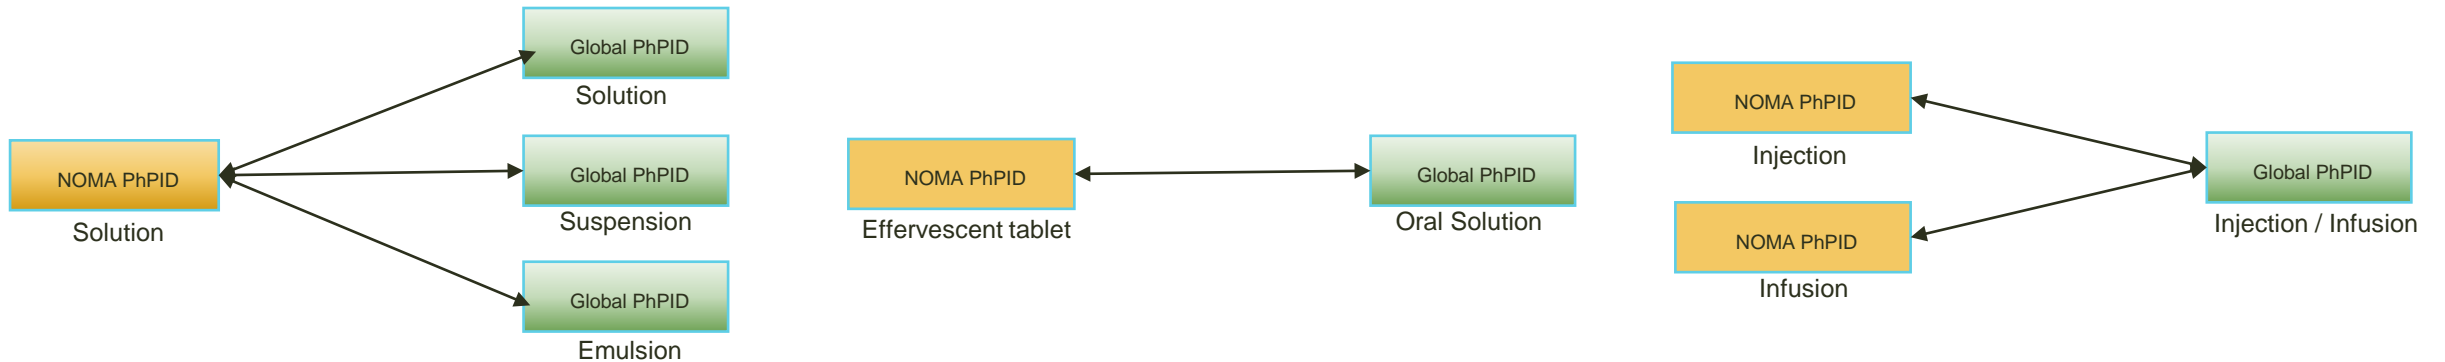 Global PhPID
Solution
NOMA PhPID
Solution
Global PhPID
Suspension
Global PhPID
Emulsion
NOMA PhPID
Effervescent tablet
Global PhPID
Oral Solution
NOMA PhPID
Injection
NOMA PhPID
Infusion
Global PhPID
Injection / Infusion